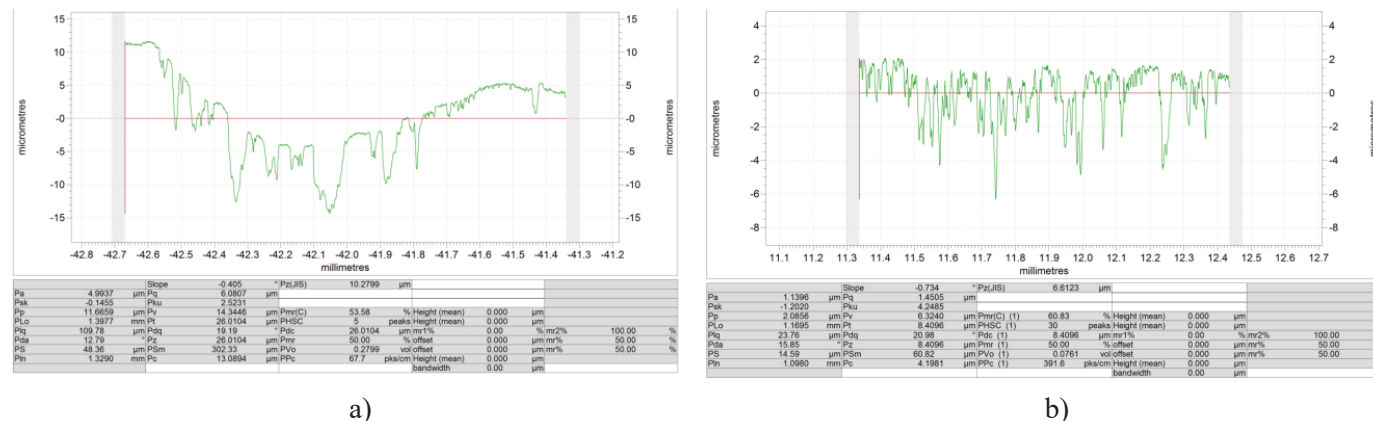 15 15
10 10
5 5
-0 -0
-5 -5
-10 -10
-15 -15
micrometres
micrometres
-42.8 -42.7 -42.6 -42.5 -42.4 -42.3 -42.2 -42.1 -42.0 -41.9 -41.8 -41.7 -41.6 -41.5 -41.4 -41.3 -41.2
millimetres
Slope -0.405 ° Pz(JIS) 10.2799 µm
Pa 4.9937 µm Pq 6.0807 µm
Psk -0.1455 Pku 2.5231
Pp 11.6659 µm Pv 14.3446 µm Pmr(C) 53.58 % Height (mean) 0.000 µm
PLo 1.3977 mm Pt 26.0104 µm PHSC 5 peaks Height (mean) 0.000 µm
Plq 109.78 µm Pdq 19.19 ° Pdc 26.0104 µm mr1% 0.00 % mr2% 100.00 %
Pda 12.79 ° Pz 26.0104 µm Pmr 50.00 % offset 0.000 µm mr% 50.00 %
PS 48.36 µm PSm 302.33 µm PVo 0.2799 vol offset 0.000 µm mr% 50.00 %
Pln 1.3290 mm Pc 13.0894 µm PPc 67.7 pks/cm Height (mean) 0.000 µm
bandwidth 0.00 µm
a)
4 4
2 2
0 0
-2 -2
-4 -4
-6 -6
-8 -8
micrometres
micrometres
11.1 11.2 11.3 11.4 11.5 11.6 11.7 11.8 11.9 12.0 12.1 12.2 12.3 12.4 12.5 12.6 12.7
millimetres
Slope -0.734 ° Pz(JIS) 6.6123 µm
Pa 1.1396 µm Pq 1.4505 µm
Psk -1.2020 Pku 4.2485
Pp 2.0856 µm Pv 6.3240 µm Pmr(C) (1) 60.83 % Height (mean) 0.000 µm
PLo 1.1695 mm Pt 8.4096 µm PHSC (1) 30 peaks Height (mean) 0.000 µm
Plq 23.76 µm Pdq 20.98 ° Pdc (1) 8.4096 µm mr1% 0.00 % mr2% 100.00 %
Pda 15.85 ° Pz 8.4096 µm Pmr (1) 50.00 % offset 0.000 µm mr% 50.00 %
PS 14.59 µm PSm 60.82 µm PVo (1) 0.0761 vol offset 0.000 µm mr% 50.00 %
Pln 1.0980 mm Pc 4.1981 µm PPc (1) 391.6 pks/cm Height (mean) 0.000 µm
bandwidth 0.00 µm
b)